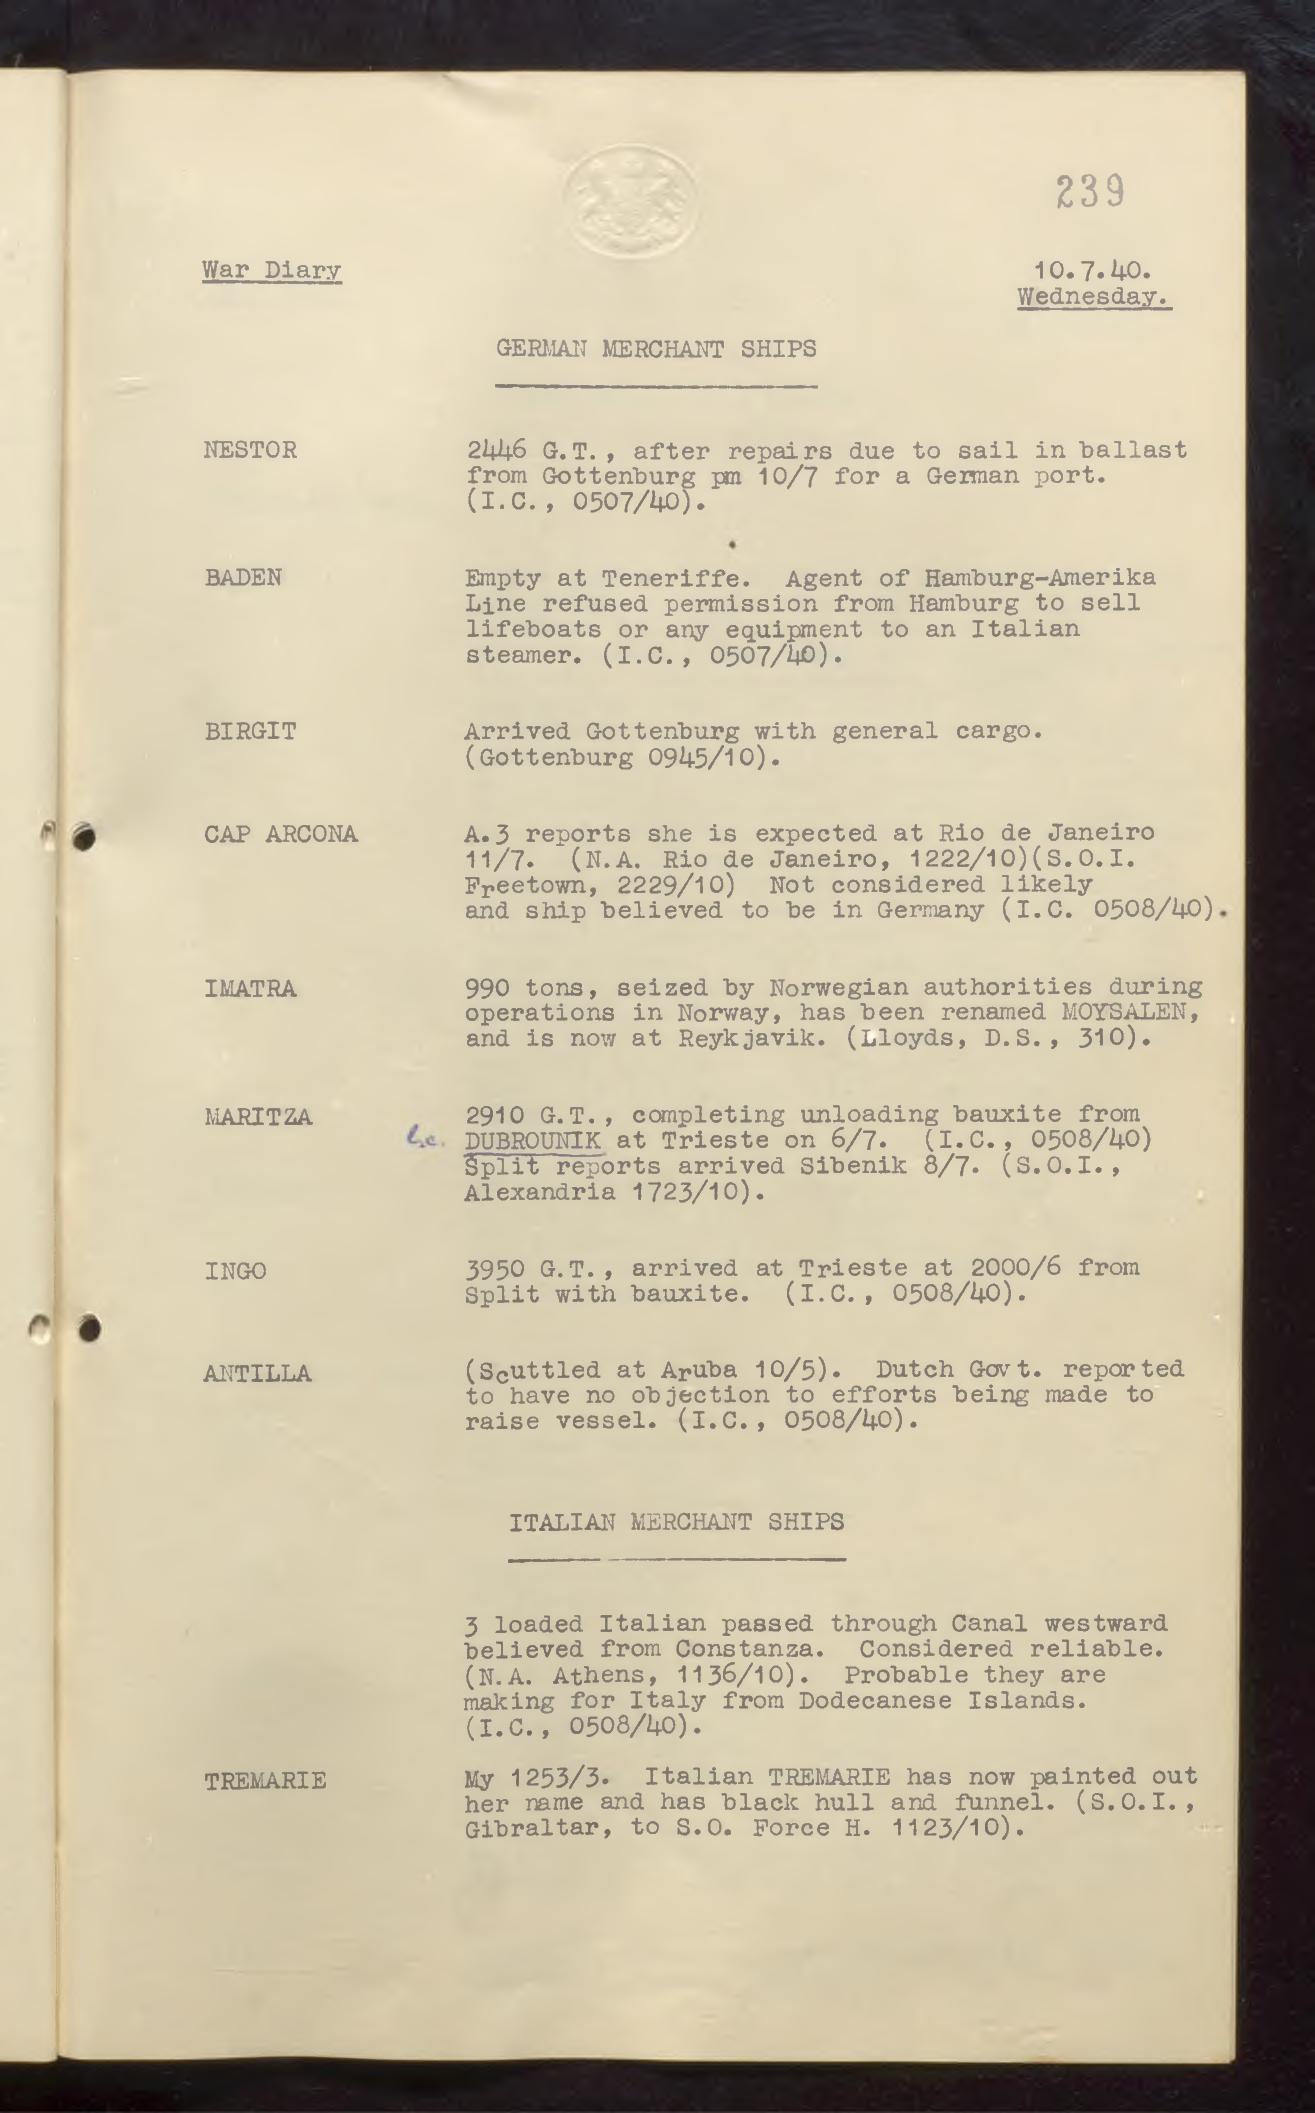 239
War Diary
10.7.40.
Wednesday.
GERMAN MERCHANT SHIPS
NESTOR
2446 G.T., after repairs due to sail in ballast
from Gottenburg pm 10/7 for a German port.
(I.C., 0507/40).
BADEN
Empty at Teneriffe. Agent of Hamburg-Amerika
Line refused permission from Hamburg to sell
lifeboats or any equipment to an Italian
steamer. (I.C., 0507/40).
BIRGIT
Arrived Gottenburg with general cargo.
(Gottenburg 0945/10).
CAP ARCONA
A.3 reports she is expected at Rio de Janeiro
11/7. (N.A. Rio de Janeiro, 1222/10)(S.O.I.
Freetown, 2229/10) Not considered likely
and ship believed to be in Germany (I.C. 0508/40).
IMATRA
990 tons, seized by Norwegian authorities during
operations in Norway, has been renamed MOYSALEN,
and is now at Reykjavik. (Lloyds, D.S., 310).
MARITZA
2910 G.T., completing unloading bauxite from
l.c. DUBROUNIK at Trieste on 6/7. (I.C., 0508/40)
Split reports arrived Sibenik 8/7. (S.O.I.,
Alexandria 1723/10).
INGO
3950 G.T., arrived at Trieste at 2000/6 from
Split with bauxite. (I.C., 0508/40).
ANTILLA
(Scuttled at Aruba 10/5). Dutch Govt. reported
to have no objection to efforts being made to
raise vessel. (I.C., 0508/40).
ITALIAN MERCHANT SHIPS
3 loaded Italian passed through Canal westward
believed from Constanza. Considered reliable.
(N.A. Athens, 1136/10). Probable they are
making for Italy from Dodecanese Islands.
(I.C., 0508/40).
TREMARIE
My 1253/3. Italian TREMARIE has now painted out
her name and has black hull and funnel. (S.O.I.,
Gibraltar, to S.O. Force H. 1123/10).